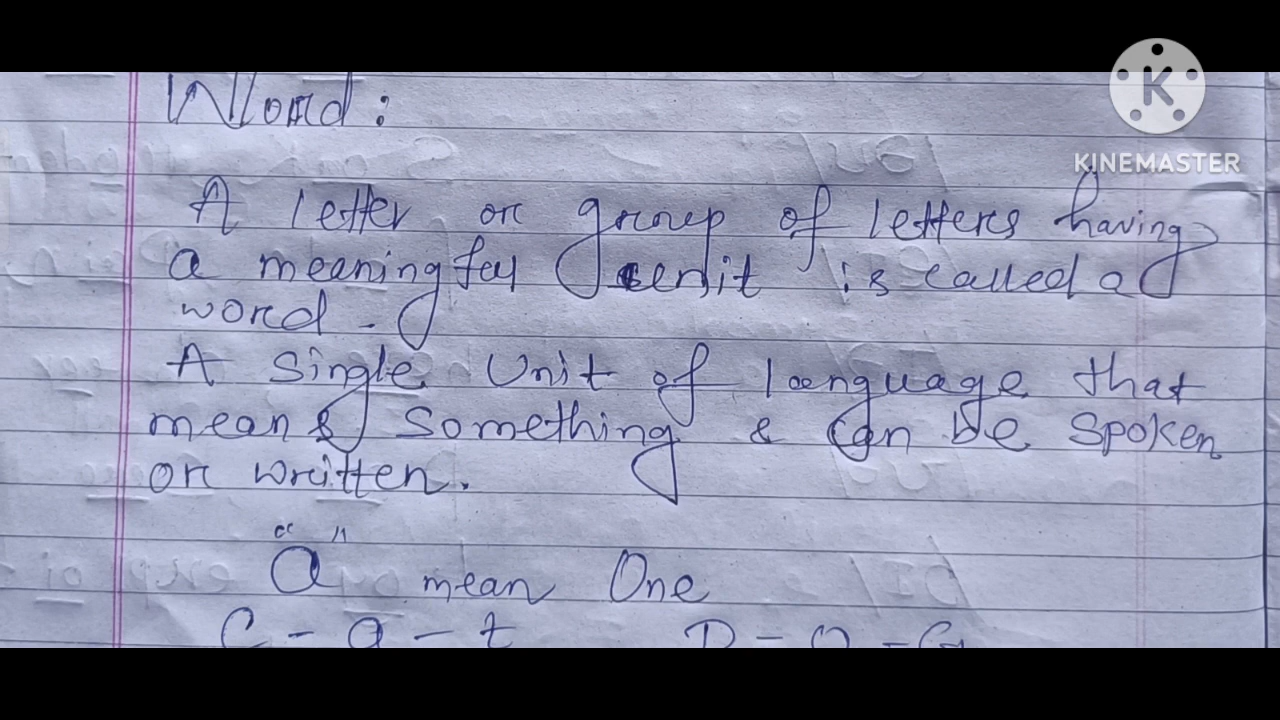 Word:
A letter or group of letters having
a meaningful unit is called a
word -
A single Unit of language that
means something & can be spoken
or written.
"a" mean One
C - a - t D - O - G
K
KINEMASTER